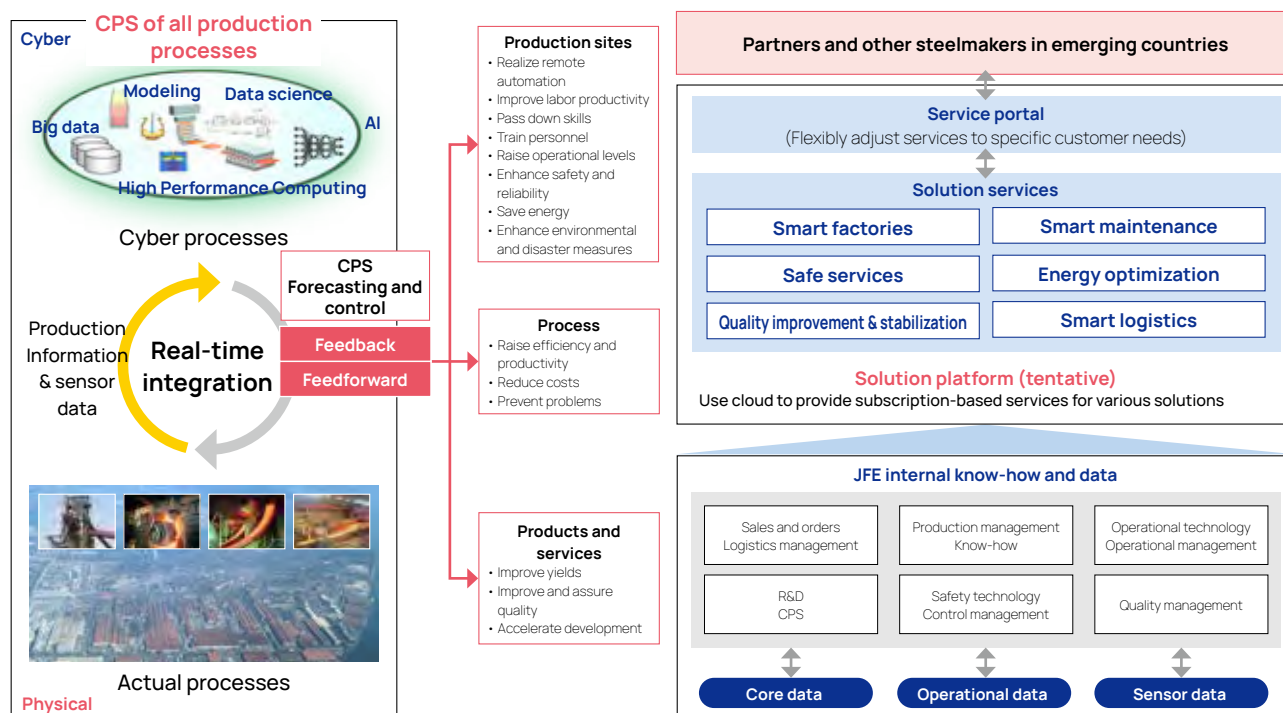 Cyber
CPS of all production
processes
Modeling
Data science
Big data
AI
High Performance Computing
Cyber processes
Production
Information
& sensor
data
Real-time
integration
CPS
Forecasting and
control
Feedback
Feedforward
Actual processes
Physical
Production sites
• Realize remote
automation
• Improve labor productivity
• Pass down skills
• Train personnel
• Raise operational levels
• Enhance safety and
reliability
• Save energy
• Enhance environmental
and disaster measures
Process
• Raise efficiency and
productivity
• Reduce costs
• Prevent problems
Products and
services
• Improve yields
• Improve and assure
quality
• Accelerate development
Partners and other steelmakers in emerging countries
Service portal
(Flexibly adjust services to specific customer needs)
Solution services
Smart factories
Smart maintenance
Safe services
Energy optimization
Quality improvement & stabilization
Smart logistics
Solution platform (tentative)
Use cloud to provide subscription-based services for various solutions
JFE internal know-how and data
Sales and orders
Logistics management
Production management
Know-how
Operational technology
Operational management
R&D
CPS
Safety technology
Control management
Quality management
Core data
Operational data
Sensor data